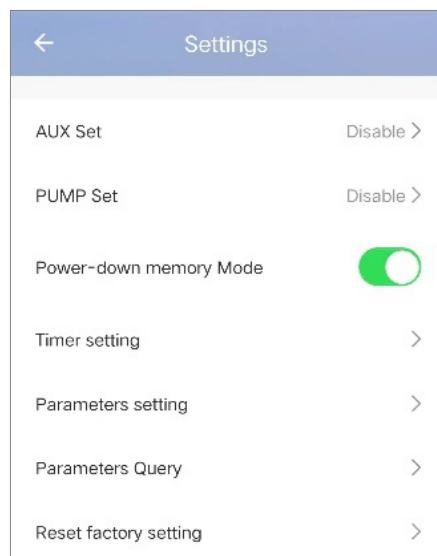 Settings
AUX Set Disable
PUMP Set Disable
Power-down memory Mode
Timer setting
Parameters setting
Parameters Query
Reset factory setting